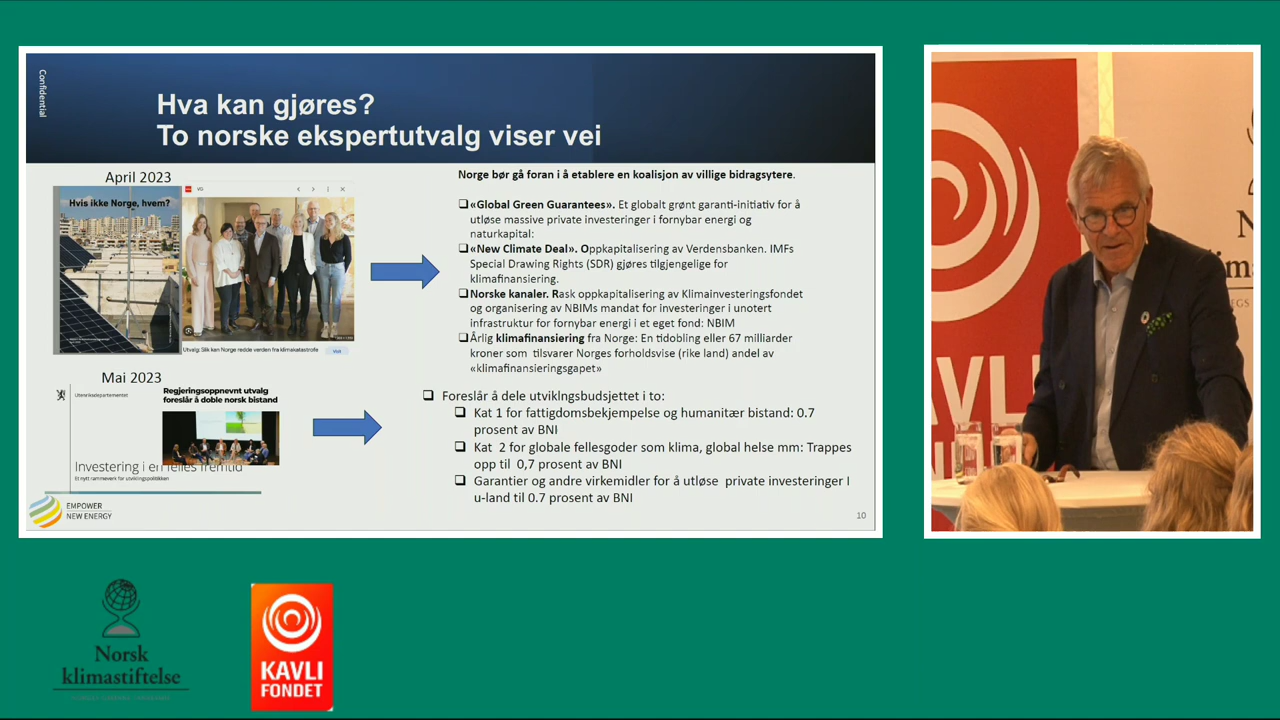 Confidential
Hva kan gjøres?
To norske ekspertutvalg viser vei
April 2023
Hvis ikke Norge, hvem?
VG
Utvalg: Slik kan Norge redde verden fra klimakatastrofe
Visit
Norge bør gå foran i å etablere en koalisjon av villige bidragsytere.
«Global Green Guarantees». Et globalt grønt garanti-initiativ for å
utløse massive private investeringer i fornybar energi og
naturkapital:
«New Climate Deal». Oppkapitalisering av Verdensbanken. IMFs
Special Drawing Rights (SDR) gjøres tilgjengelige for
klimafinansiering.
Norske kanaler. Rask oppkapitalisering av Klimainvesteringsfondet
og organisering av NBIMs mandat for investeringer i unotert
infrastruktur for fornybar energi i et eget fond: NBIM
Årlig klimafinansiering fra Norge: En tidobling eller 67 milliarder
kroner som tilsvarer Norges forholdsvise (rike land) andel av
«klimafinansieringsgapet»
Mai 2023
Utenriksdepartementet
Regjeringsoppnevnt utvalg
foreslår å doble norsk bistand
Investering i en felles fremtid
Et nytt rammeverk for utviklingspolitikken
Foreslår å dele utviklngsbudsjettet i to:
Kat 1 for fattigdomsbekjempelse og humanitær bistand: 0.7
prosent av BNI
Kat 2 for globale fellesgoder som klima, global helse mm: Trappes
opp til 0,7 prosent av BNI
Garantier og andre virkemidler for å utløse private investeringer I
u-land til 0.7 prosent av BNI
EMPOWER
NEW ENERGY
10
KAVLI
Norsk
klimastiftelse
KAVLI
FONDET